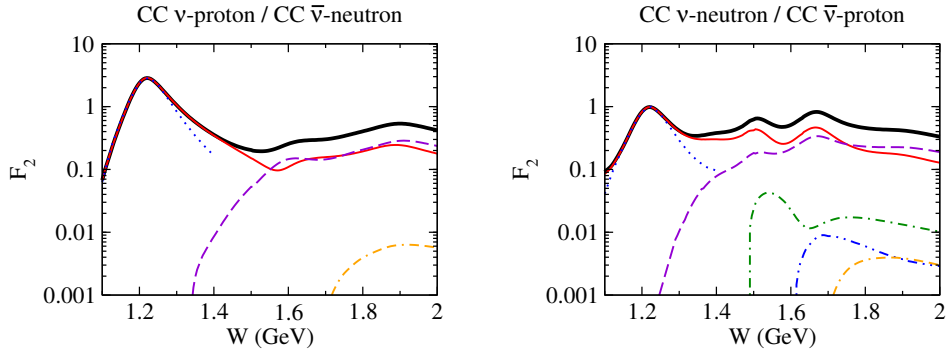 CC ν-proton / CC ν̅-neutron
10
1
0.1
0.01
0.001
F₂
1.2 1.4 1.6 1.8 2
W (GeV)
CC ν-neutron / CC ν̅-proton
10
1
0.1
0.01
0.001
F₂
1.2 1.4 1.6 1.8 2
W (GeV)